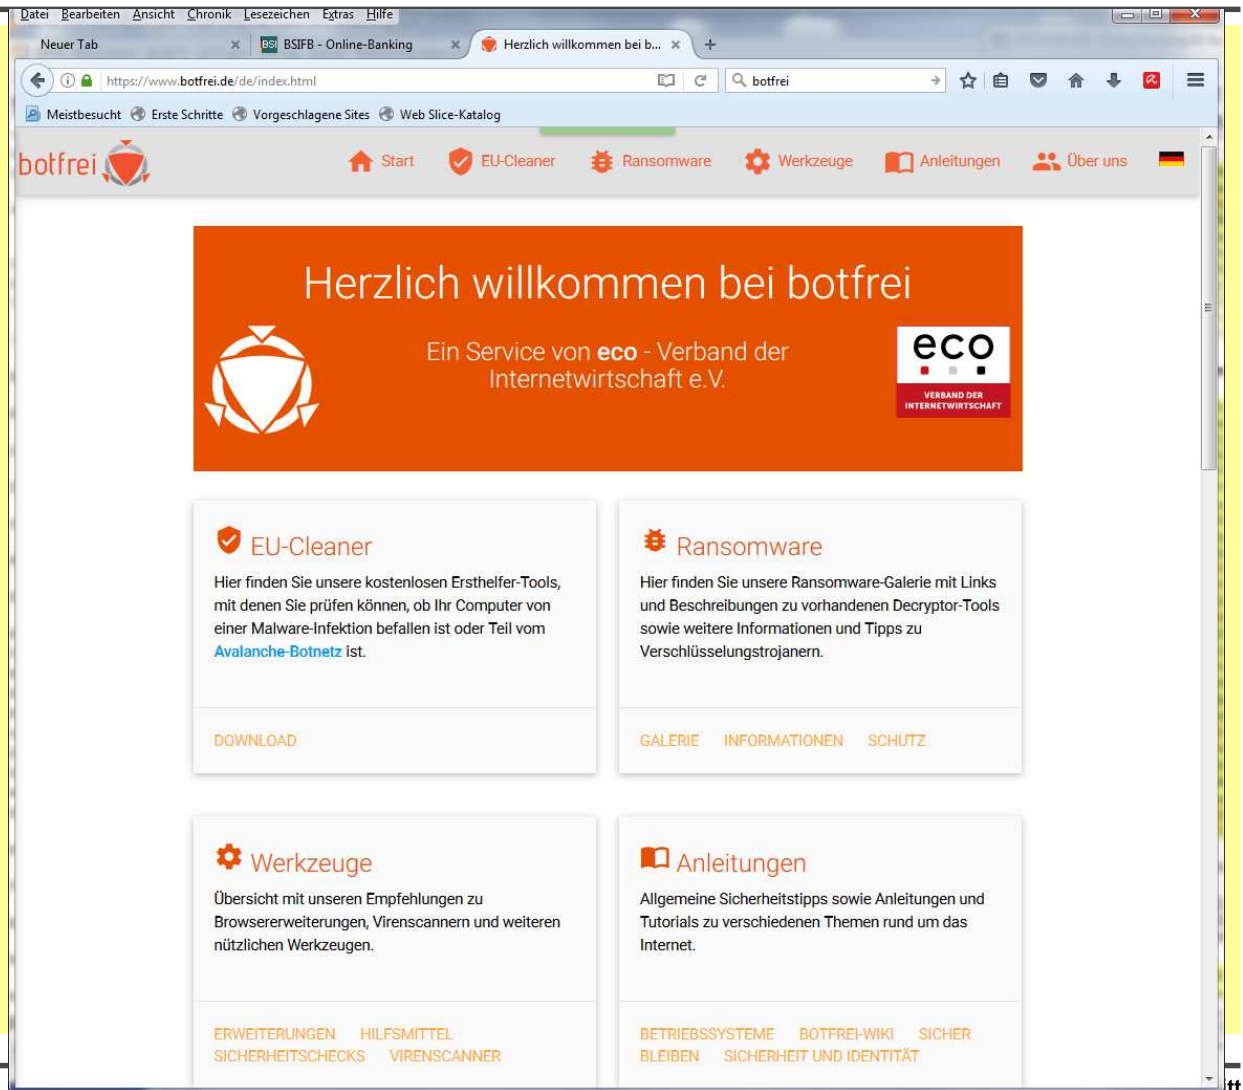 Datei Bearbeiten Ansicht Chronik Lesezeichen Extras Hilfe
Neuer Tab
BSI BSIFB - Online-Banking
Herzlich willkommen bei b...
https://www.botfrei.de/de/index.html
botfrei
Meistbesucht Erste Schritte Vorgeschlagene Sites Web Slice-Katalog
botfrei
Start EU-Cleaner Ransomware Werkzeuge Anleitungen Über uns
Herzlich willkommen bei botfrei
Ein Service von eco - Verband der
Internetwirtschaft e.V.
eco
VERBAND DER
INTERNETWIRTSCHAFT
EU-Cleaner
Hier finden Sie unsere kostenlosen Ersthelfer-Tools,
mit denen Sie prüfen können, ob Ihr Computer von
einer Malware-Infektion befallen ist oder Teil vom
Avalanche-Botnetz ist.
DOWNLOAD
Ransomware
Hier finden Sie unsere Ransomware-Galerie mit Links
und Beschreibungen zu vorhandenen Decryptor-Tools
sowie weitere Informationen und Tipps zu
Verschlüsselungstrojanern.
GALERIE INFORMATIONEN SCHUTZ
Werkzeuge
Übersicht mit unseren Empfehlungen zu
Browsererweiterungen, Virenscannern und weiteren
nützlichen Werkzeugen.
ERWEITERUNGEN HILFSMITTEL
SICHERHEITSCHECKS VIRENSCANNER
Anleitungen
Allgemeine Sicherheitstipps sowie Anleitungen und
Tutorials zu verschiedenen Themen rund um das
Internet.
BETRIEBSSYSTEME BOTFREI-WIKI SICHER
BLEIBEN SICHERHEIT UND IDENTITÄT